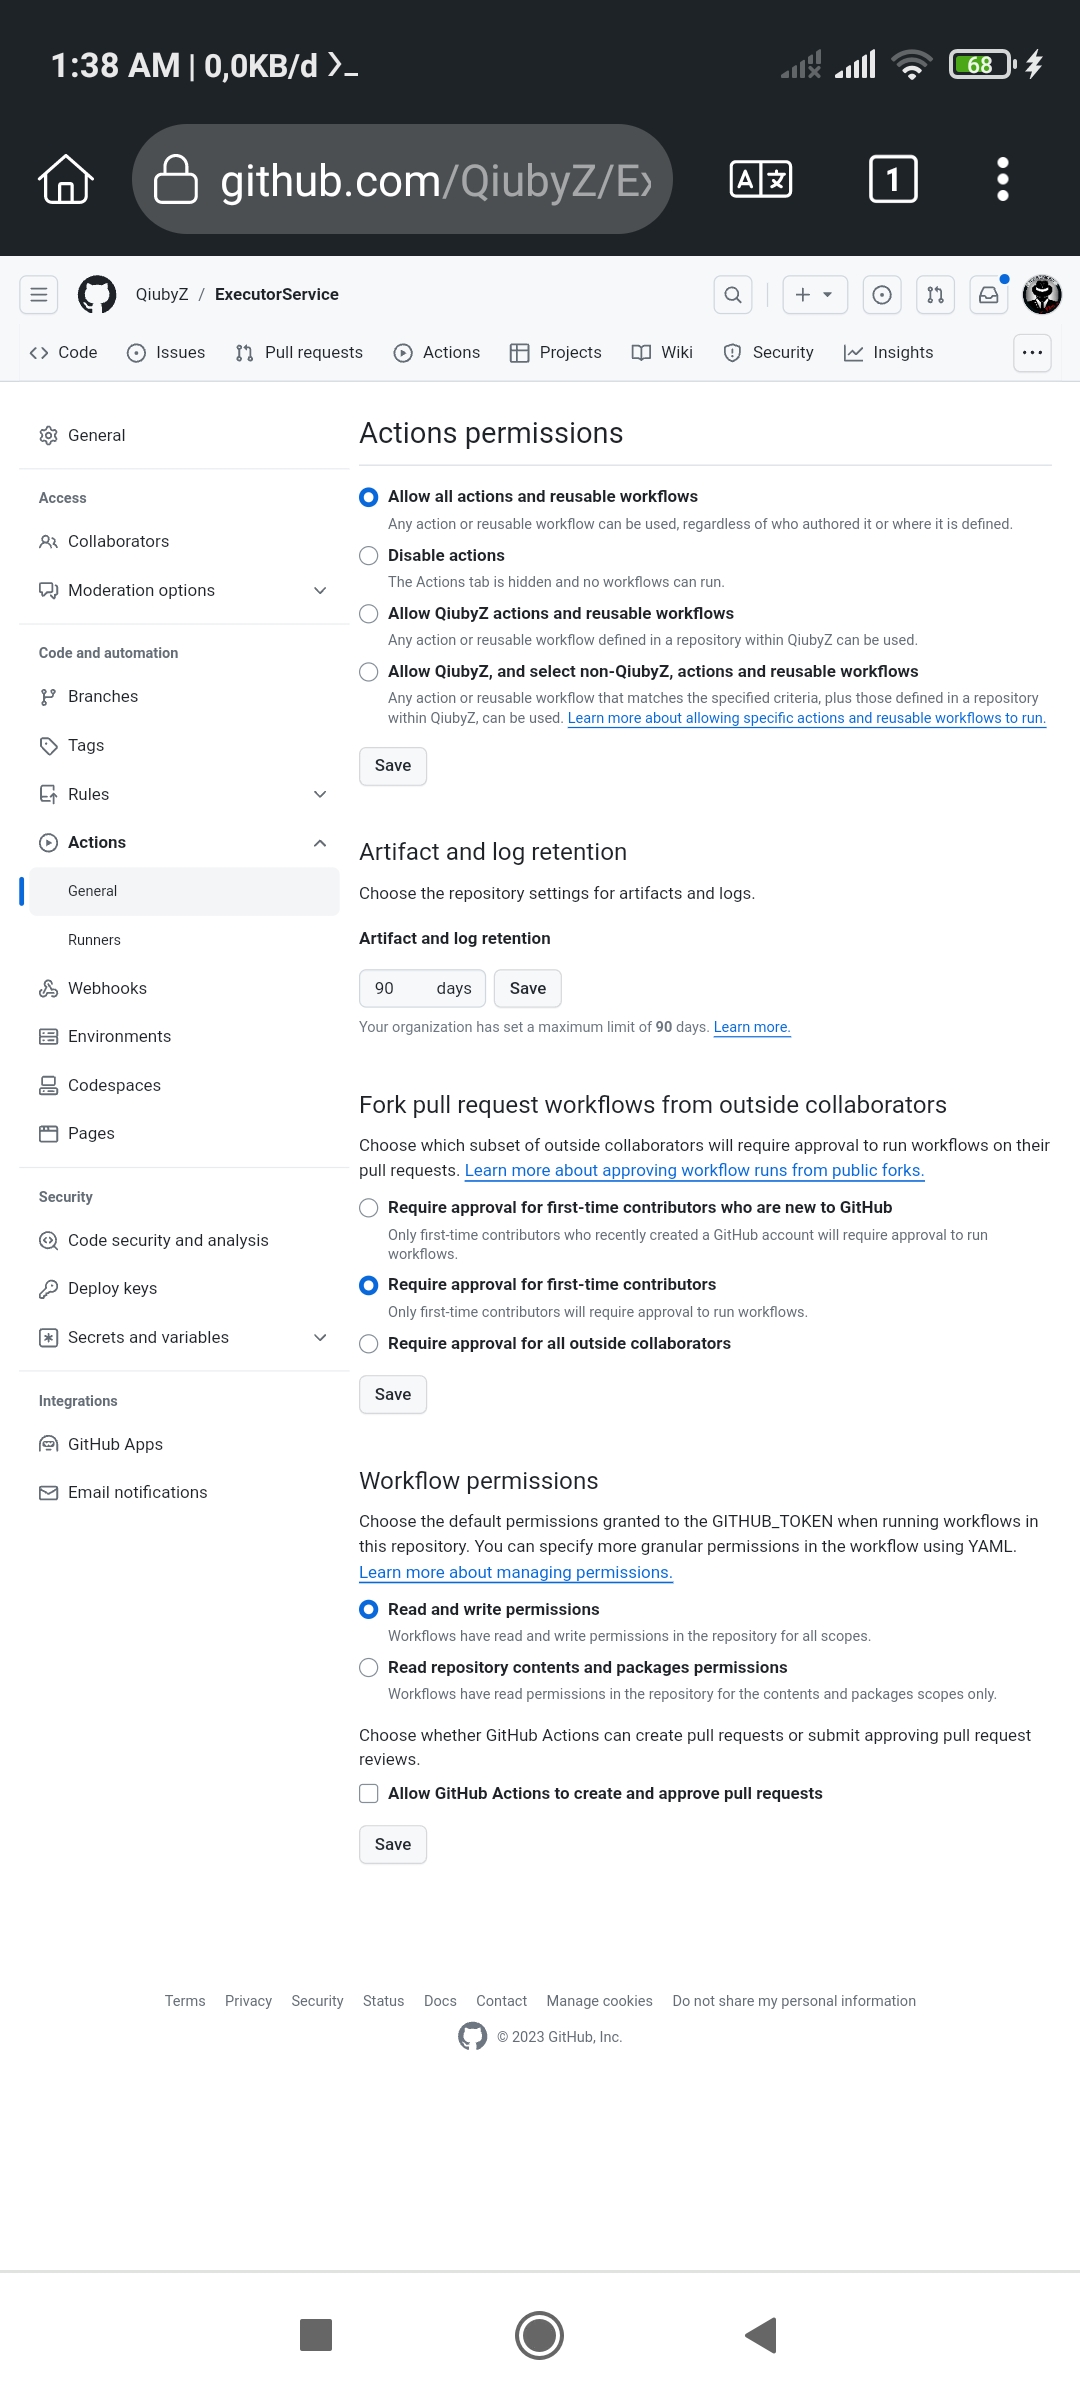 1:38 AM | 0,0KB/d
68
github.com/QiubyZ/Ex
1
QiubyZ / ExecutorService
Code Issues Pull requests Actions Projects Wiki Security Insights
General
Access
Collaborators
Moderation options
Code and automation
Branches
Tags
Rules
Actions
General
Runners
Webhooks
Environments
Codespaces
Pages
Security
Code security and analysis
Deploy keys
Secrets and variables
Integrations
GitHub Apps
Email notifications
Actions permissions
Allow all actions and reusable workflows
Any action or reusable workflow can be used, regardless of who authored it or where it is defined.
Disable actions
The Actions tab is hidden and no workflows can run.
Allow QiubyZ actions and reusable workflows
Any action or reusable workflow defined in a repository within QiubyZ can be used.
Allow QiubyZ, and select non-QiubyZ, actions and reusable workflows
Any action or reusable workflow that matches the specified criteria, plus those defined in a repository
within QiubyZ, can be used. Learn more about allowing specific actions and reusable workflows to run.
Save
Artifact and log retention
Choose the repository settings for artifacts and logs.
Artifact and log retention
90 days Save
Your organization has set a maximum limit of 90 days. Learn more.
Fork pull request workflows from outside collaborators
Choose which subset of outside collaborators will require approval to run workflows on their
pull requests. Learn more about approving workflow runs from public forks.
Require approval for first-time contributors who are new to GitHub
Only first-time contributors who recently created a GitHub account will require approval to run
workflows.
Require approval for first-time contributors
Only first-time contributors will require approval to run workflows.
Require approval for all outside collaborators
Save
Workflow permissions
Choose the default permissions granted to the GITHUB_TOKEN when running workflows in
this repository. You can specify more granular permissions in the workflow using YAML.
Learn more about managing permissions.
Read and write permissions
Workflows have read and write permissions in the repository for all scopes.
Read repository contents and packages permissions
Workflows have read permissions in the repository for the contents and packages scopes only.
Choose whether GitHub Actions can create pull requests or submit approving pull request
reviews.
Allow GitHub Actions to create and approve pull requests
Save
Terms Privacy Security Status Docs Contact Manage cookies Do not share my personal information
© 2023 GitHub, Inc.